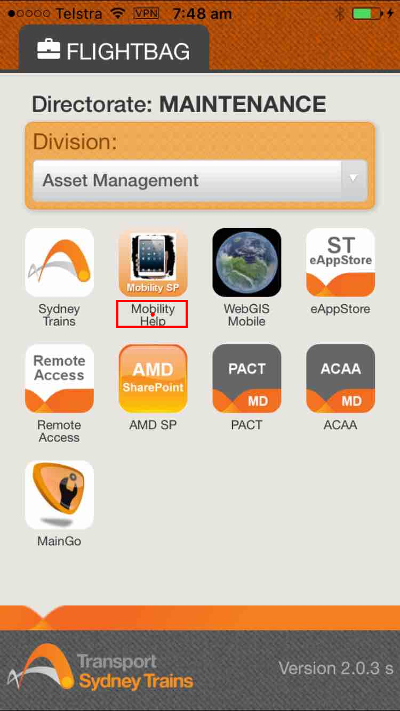 Telstra VPN 7:48 am
FLIGHTBAG
Directorate: MAINTENANCE
Division:
Asset Management
Mobility SP
ST
eAppStore
Sydney
Trains
Mobility
Help
WebGIS
Mobile
eAppStore
Remote
Access
AMD
SharePoint
PACT
MD
ACAA
MD
Remote
Access
AMD SP
PACT
ACAA
MainGo
Transport
Sydney Trains
Version 2.0.3 s